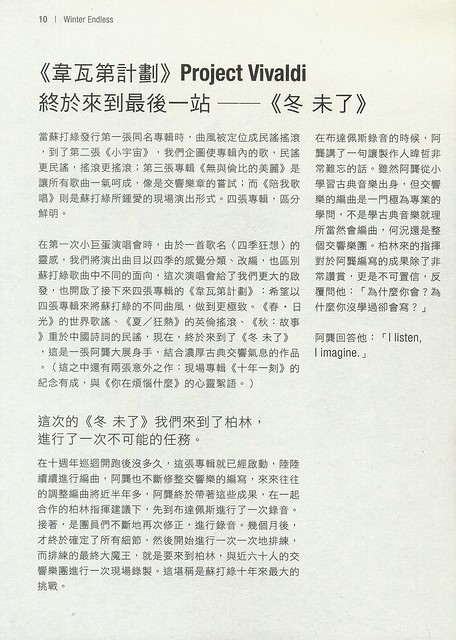 10 | Winter Endless
《韋瓦第計劃》Project Vivaldi
終於來到最後一站 ──《冬 未了》
當蘇打綠發行第一張同名專輯時，曲風被定位成民謠搖滾
，到了第二張《小宇宙》，我們企圖使專輯內的歌，民謠
更民謠，搖滾更搖滾；第三張專輯《無與倫比的美麗》是
讓所有歌曲一氣呵成，像是交響樂章的嘗試；而《陪我歌
唱》則是蘇打綠所鍾愛的現場演出形式。四張專輯，區分
鮮明。
在第一次小巨蛋演唱會時，由於一首歌名〈四季狂想〉的
靈感，我們將演出曲目以四季的感覺分類、改編，也區別
蘇打綠歌曲中不同的面向，這次演唱會給了我們更大的啟
發，也開啟了接下來四張專輯的《韋瓦第計劃》：希望以
四張專輯來將蘇打綠的不同曲風，做到更極致。《春・日
光》的世界歌謠、《夏／狂熱》的英倫搖滾、《秋：故事
》重於中國詩詞的民謠，現在，終於來到了《冬 未了》
，這是一張阿龔大展身手，結合濃厚古典交響氣息的作品
。（這之中還有兩張意外之作：現場專輯《十年一刻》的
紀念有成，與《你在煩惱什麼》的心靈絮語。）
這次的《冬 未了》我們來到了柏林，
進行了一次不可能的任務。
在十週年巡迴開跑後沒多久，這張專輯就已經啟動，陸陸
續續進行編曲，阿龔也不斷修整交響樂的編寫，來來往往
的調整編曲將近半年多，阿龔終於帶著這些成果，在一起
合作的柏林指揮建議下，先到布達佩斯進行了一次錄音。
接著，是團員們不斷地再次修正，進行錄音。幾個月後，
才終於確定了所有細節，然後開始進行一次一次地排練，
而排練的最終大魔王，就是要來到柏林，與近六十人的交
響樂團進行一次現場錄製。這堪稱是蘇打綠十年來最大的
挑戰。
在布達佩斯錄音的時候，阿
龔講了一句讓製作人暐哲非
常難忘的話。雖然阿龔從小
學習古典音樂出身，但交響
樂的編曲是一門極為專業的
學問，不是學古典音樂就理
所當然會編曲，何況還是整
個交響樂團。柏林來的指揮
對於阿龔編寫的成果除了非
常讚賞，更是不可置信，反
覆問他：「為什麼你會？為
什麼你沒學過卻會寫？」
阿龔回答他：「I listen,
I imagine.」